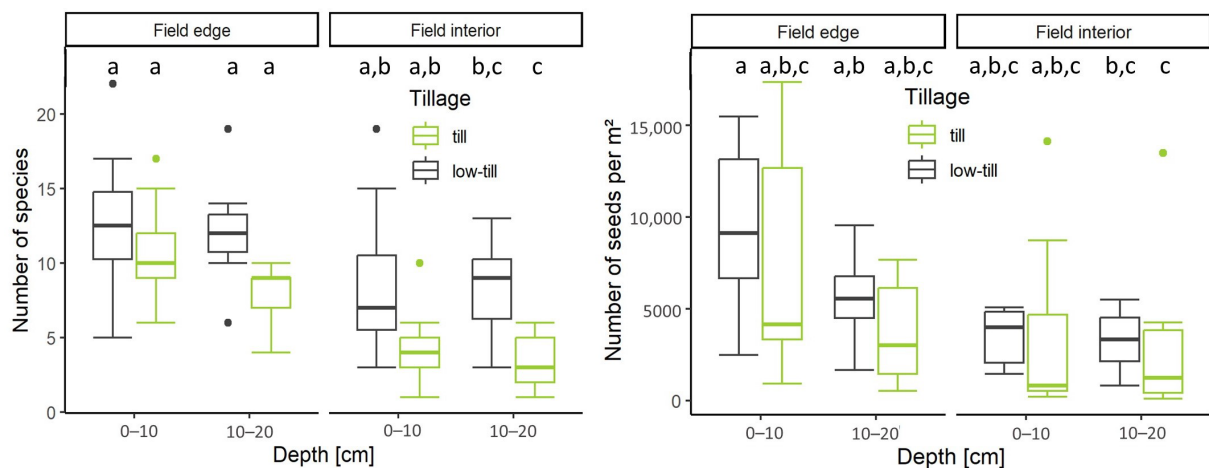 Field edge
Field interior
a a a a
a,b a,b b,c c
Tillage
till
low-till
Number of species
20
15
10
5
0
0–10 10–20 0–10 10–20
Depth [cm]
Field edge
Field interior
a a,b,c a,b a,b,c
a,b,c a,b,c b,c c
Tillage
till
low-till
Number of seeds per m²
15,000
10,000
5000
0
0–10 10–20 0–10 10–20
Depth [cm]